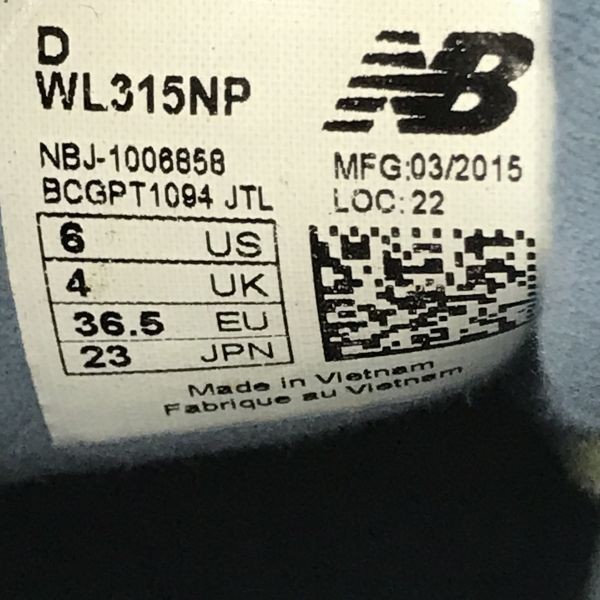 D
WL315NP
NB
NBJ-1006858
BCGPT1094 JTL
MFG:03/2015
LOC:22
6 US
4 UK
36.5 EU
23 JPN
Made in Vietnam
Fabrique au Vietnam